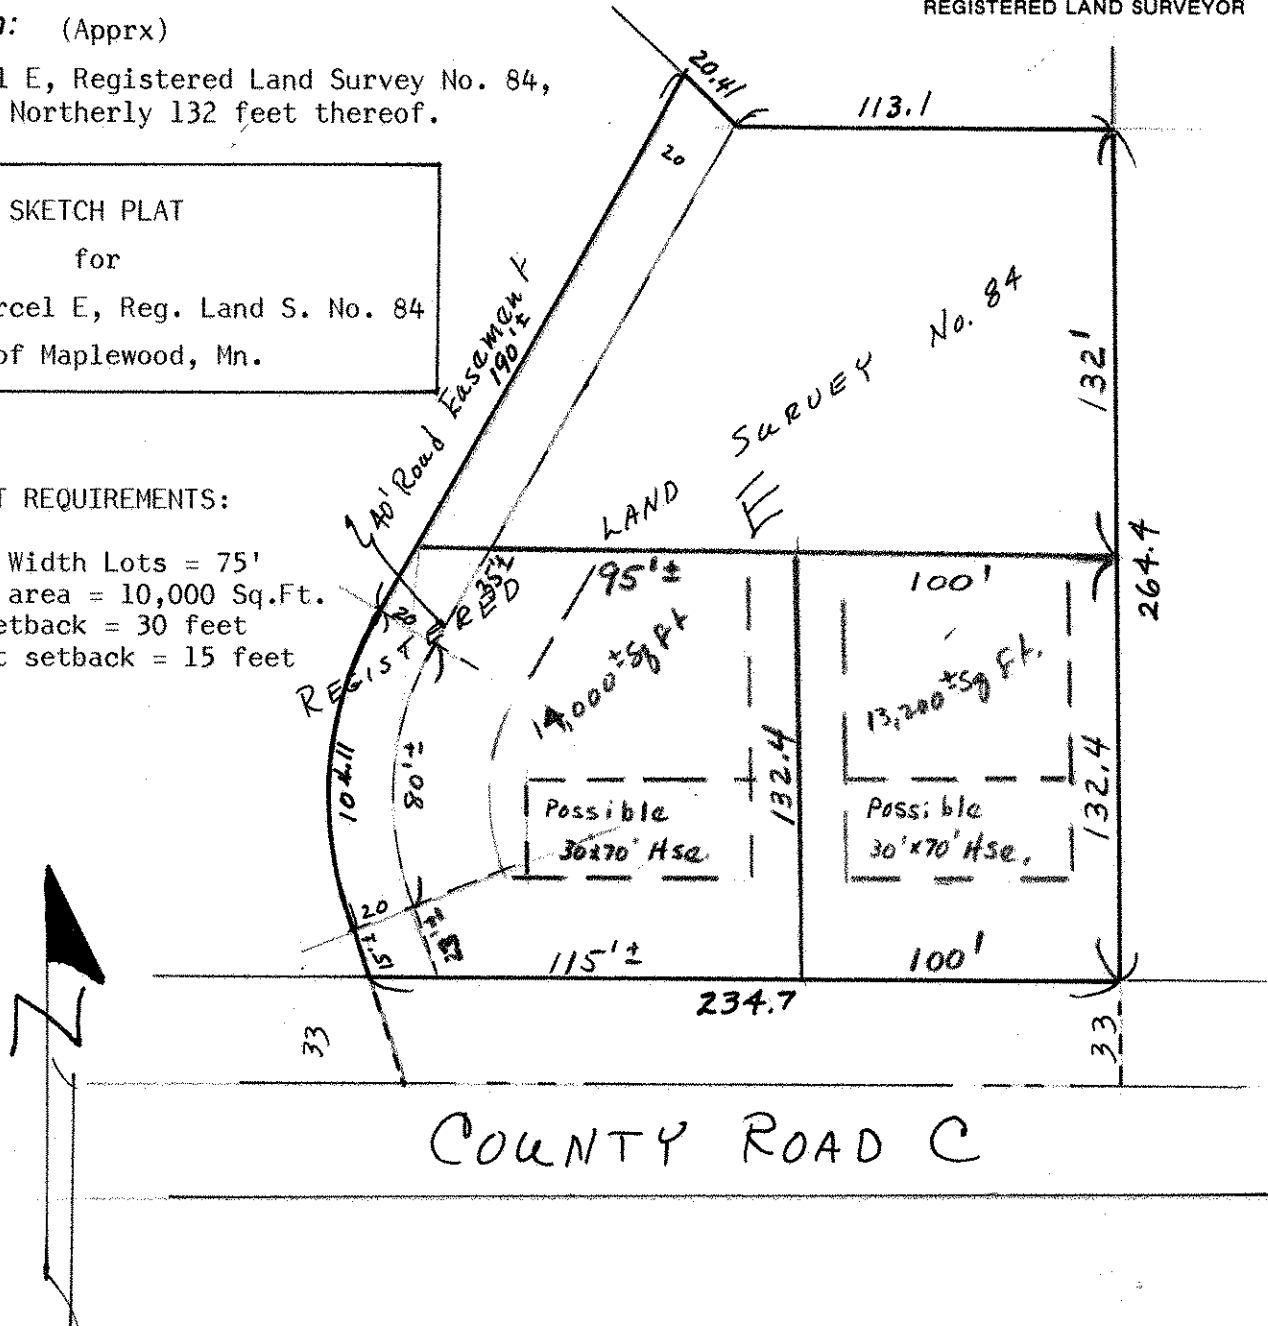 REGISTERED LAND SURVEYOR
(Apprx)
E, Registered Land Survey No. 84,
Northerly 132 feet thereof.
SKETCH PLAT
for
rcel E, Reg. Land S. No. 84
of Maplewood, Mn.
REQUIREMENTS:
Width Lots = 75'
area = 10,000 Sq.Ft.
etback = 30 feet
setback = 15 feet
20.41
113.1
20
40' Road Easement
190'±
132'
264.4
REGISTERED LAND SURVEY No. 84
E
35'±
95'±
100'
20
14,000± Sq Ft
13,200± Sq Ft.
104.11
80'±
132.4
132.4
Possible
30'x70' Hse.
Possible
30'x70' Hse.
20
115'±
100'
234.7
33
33
N
COUNTY ROAD C